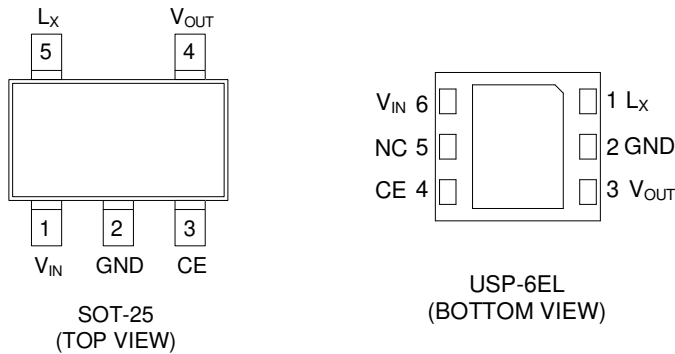 LX VOUT
5 4
1 2 3
VIN GND CE
SOT-25
(TOP VIEW)
VIN 6 1 LX
NC 5 2 GND
CE 4 3 VOUT
USP-6EL
(BOTTOM VIEW)